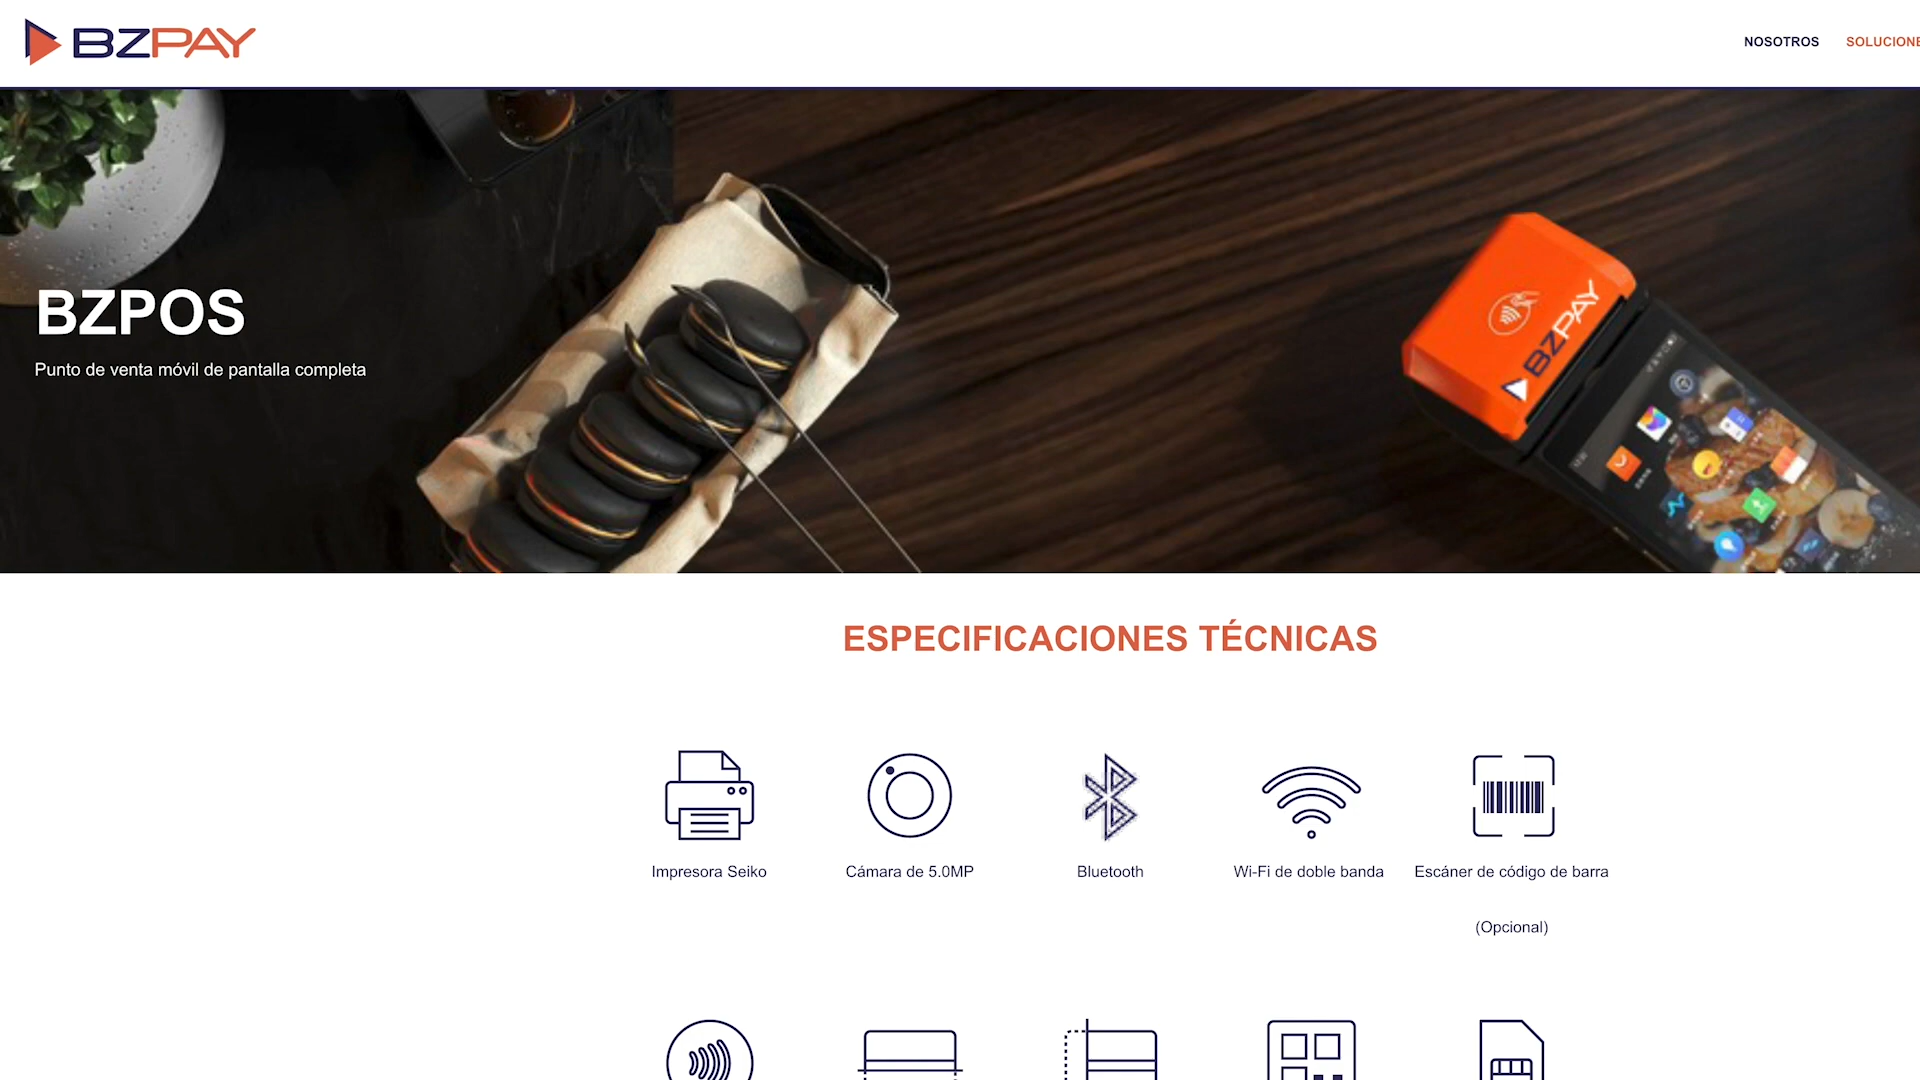 BZPAY
NOSOTROS
SOLUCIONE
BZPOS
Punto de venta móvil de pantalla completa
BZPAY
ESPECIFICACIONES TÉCNICAS
Impresora Seiko
Cámara de 5.0MP
Bluetooth
Wi-Fi de doble banda
Escáner de código de barra
(Opcional)